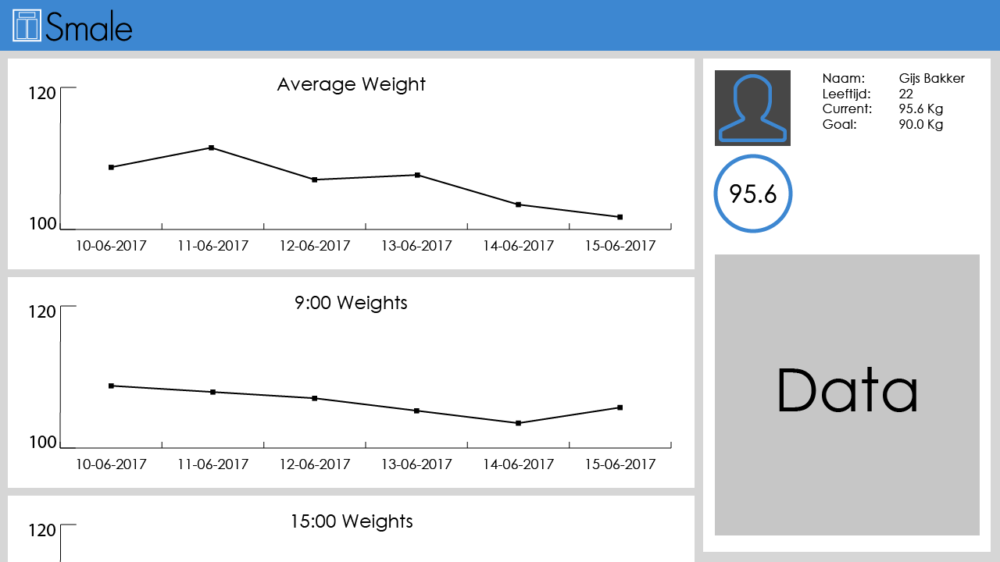 Smale
Average Weight
120
100
10-06-2017 11-06-2017 12-06-2017 13-06-2017 14-06-2017 15-06-2017
9:00 Weights
120
100
10-06-2017 11-06-2017 12-06-2017 13-06-2017 14-06-2017 15-06-2017
15:00 Weights
120
Naam: Gijs Bakker
Leeftijd: 22
Current: 95.6 Kg
Goal: 90.0 Kg
95.6
Data